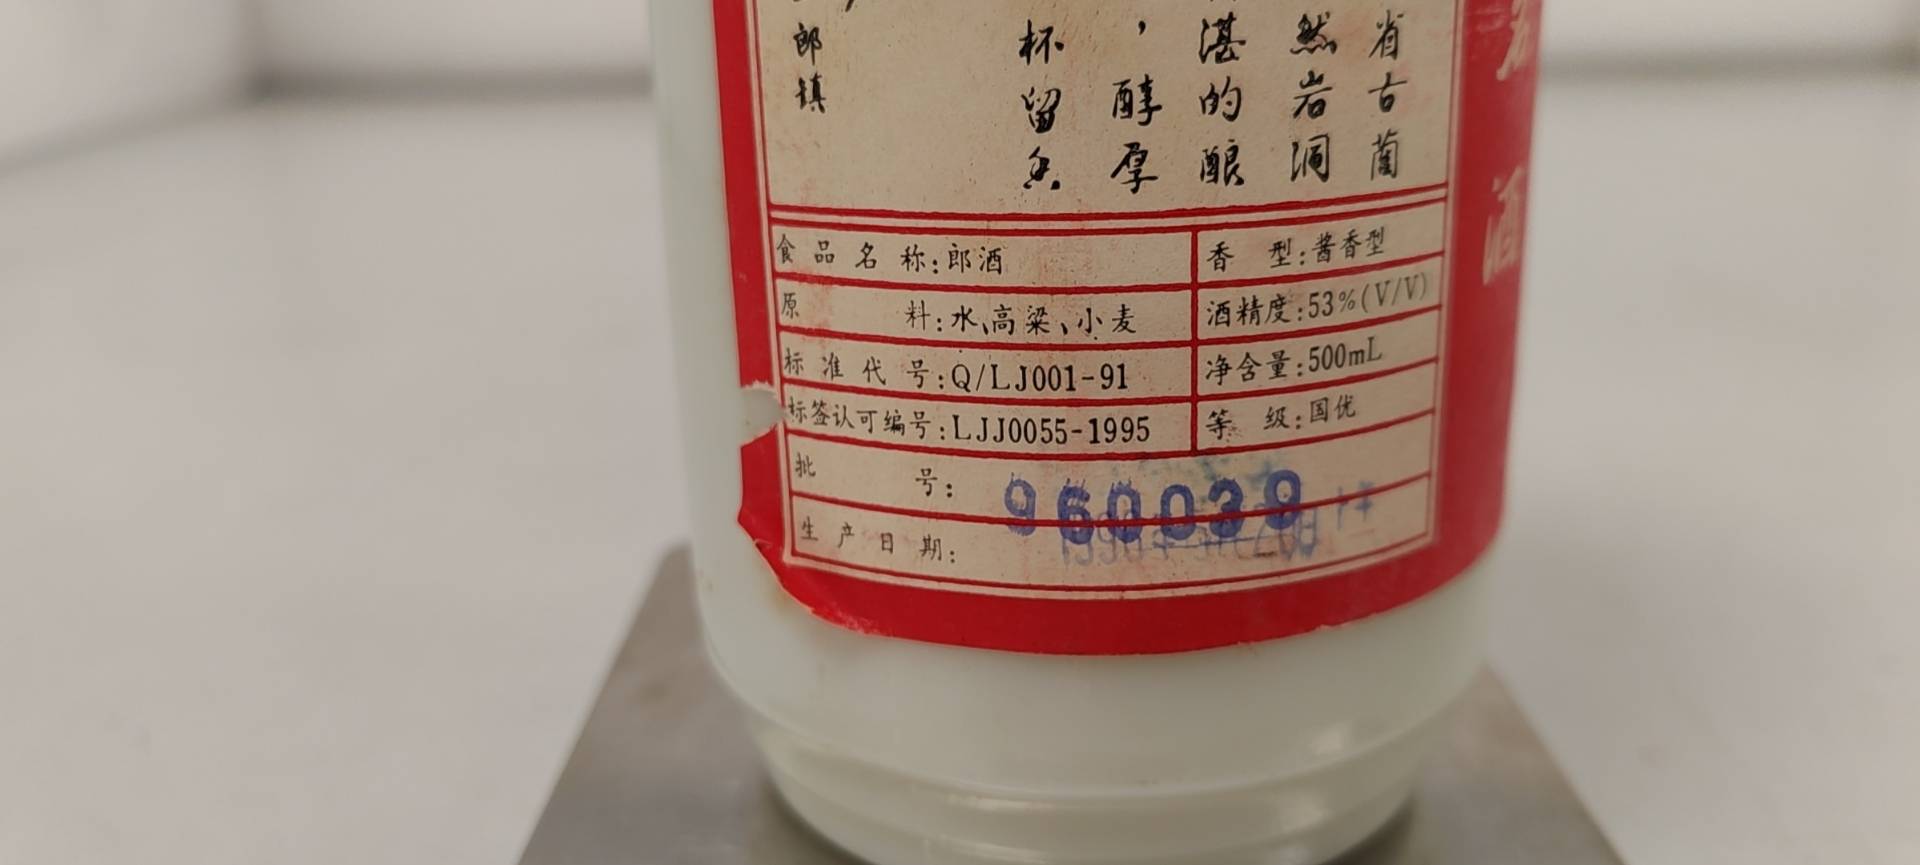 省古蔺
然岩洞
湛的酿
，醇厚
杯留香
郎镇
酒
食品名称:郎酒
香型:酱香型
原料:水、高粱、小麦
酒精度:53%(V/V)
标准代号:Q/LJ001-91
净含量:500mL
标签认可编号:LJJ0055-1995
等级:国优
批号: 960039
生产日期: